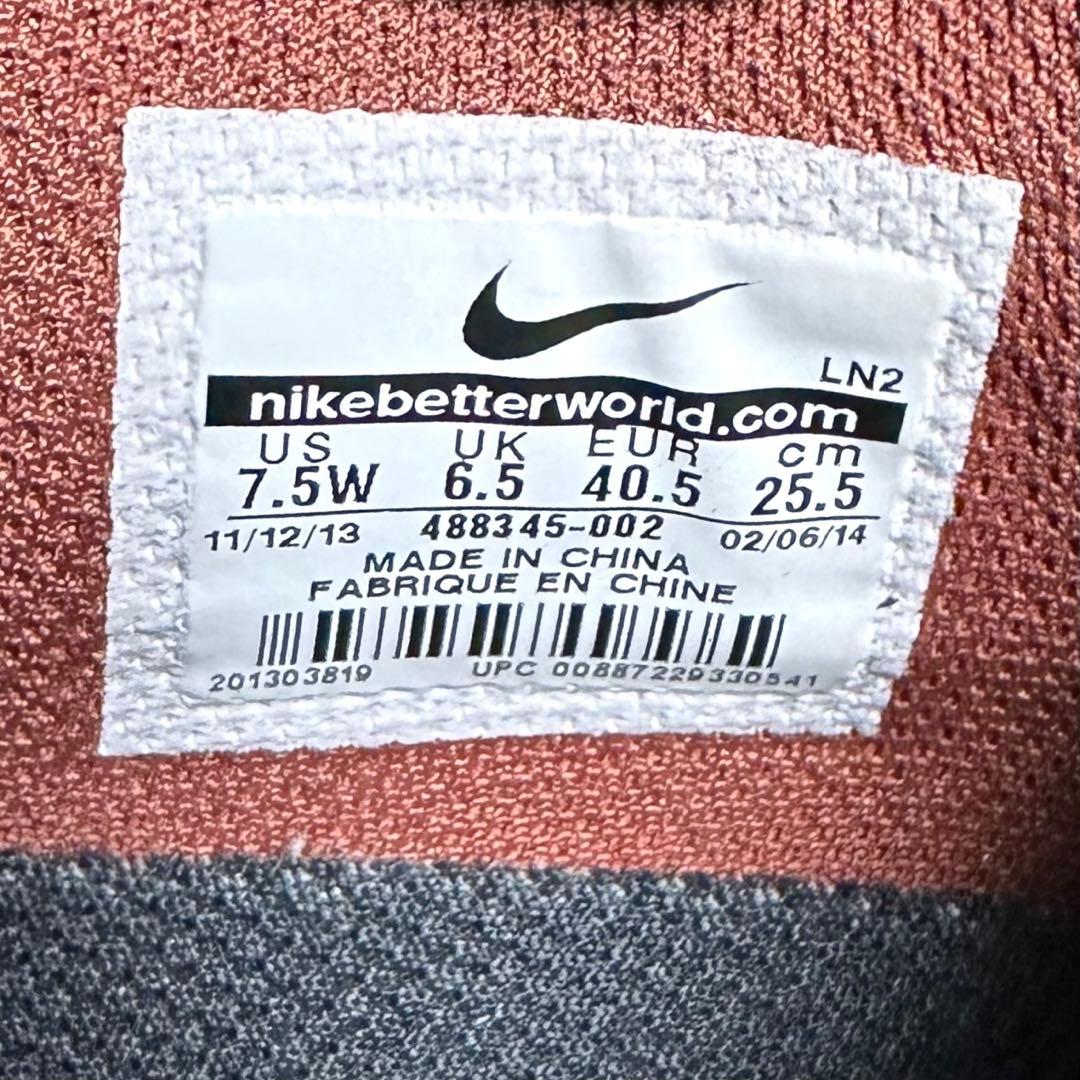 LN2
nikebetterworld.com
US UK EUR cm
7.5W 6.5 40.5 25.5
11/12/13 488345-002 02/06/14
MADE IN CHINA
FABRIQUE EN CHINE
201303819 UPC 00887229330541